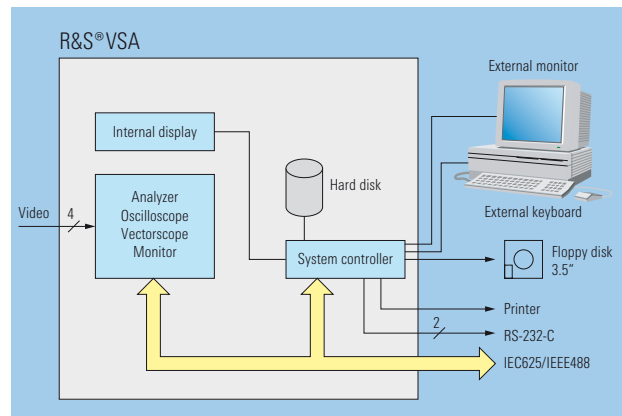 R&S® VSA
External monitor
Internal display
Hard disk
Video
4
Analyzer
Oscilloscope
Vectorscope
Monitor
External keyboard
System controller
Floppy disk
3.5"
Printer
2
RS-232-C
IEC625/IEEE488